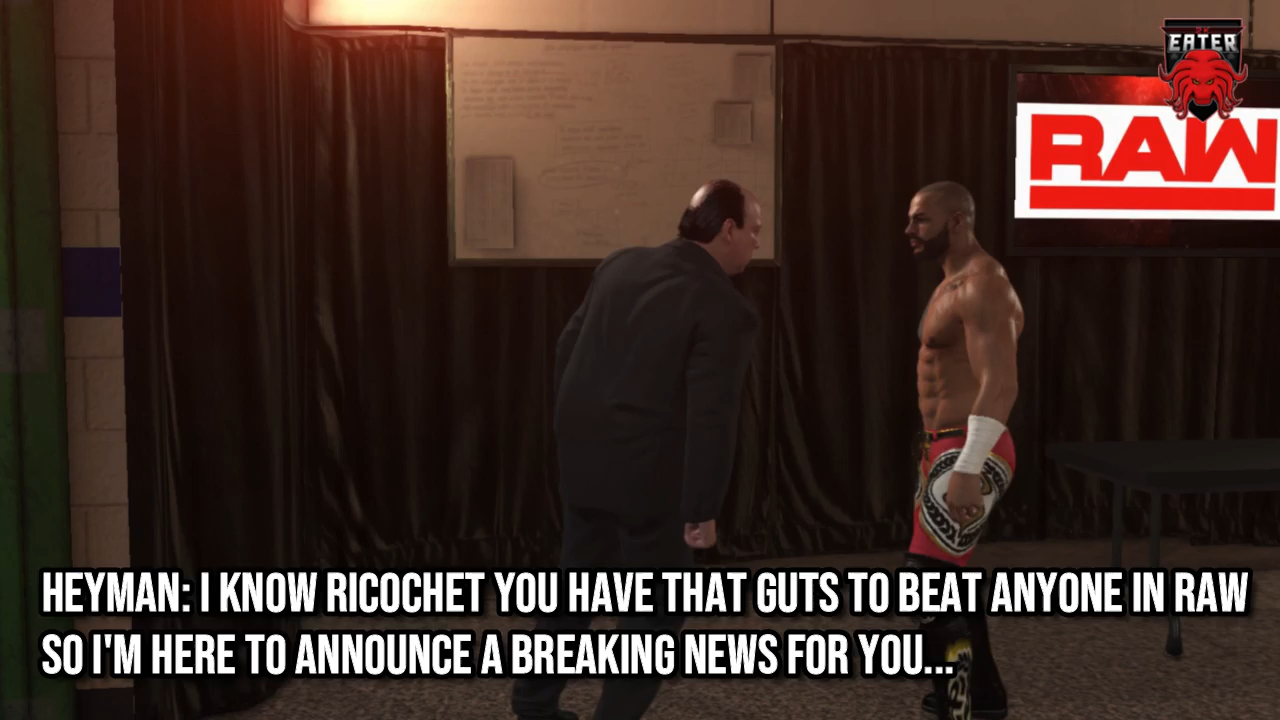 2K
EATER
RAW
HEYMAN: I KNOW RICOCHET YOU HAVE THAT GUTS TO BEAT ANYONE IN RAW
SO I'M HERE TO ANNOUNCE A BREAKING NEWS FOR YOU...